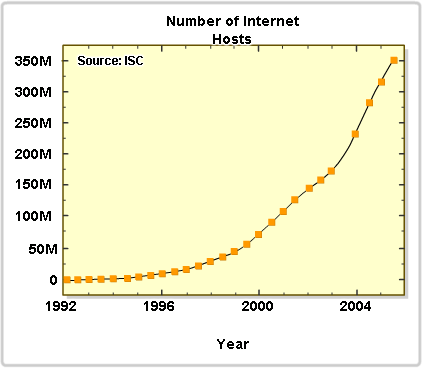 Number of Internet
Hosts
Source: ISC
350M
300M
250M
200M
150M
100M
50M
0
1992
1996
2000
2004
Year